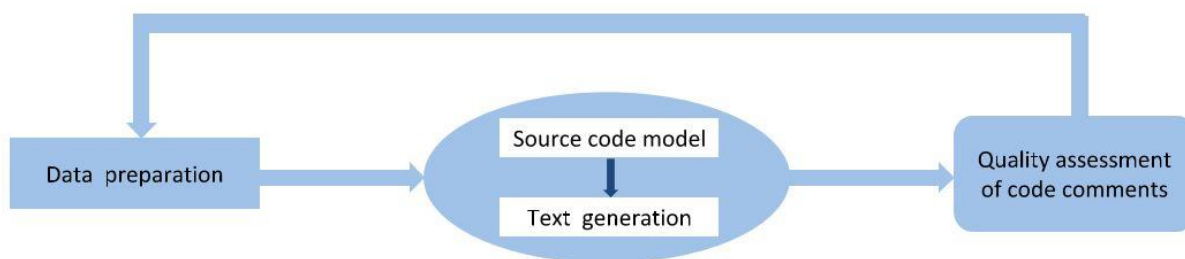 Source code model
Data preparation
Text generation
Quality assessment
of code comments